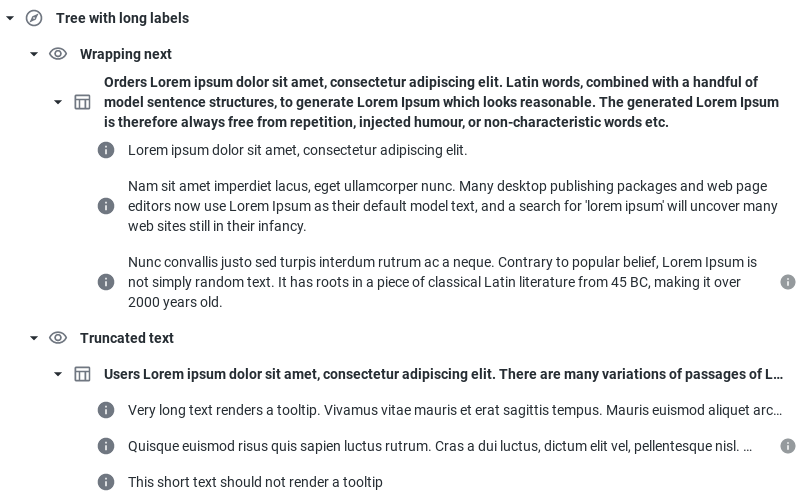 Tree with long labels
Wrapping next
Orders Lorem ipsum dolor sit amet, consectetur adipiscing elit. Latin words, combined with a handful of
model sentence structures, to generate Lorem Ipsum which looks reasonable. The generated Lorem Ipsum
is therefore always free from repetition, injected humour, or non-characteristic words etc.
Lorem ipsum dolor sit amet, consectetur adipiscing elit.
Nam sit amet imperdiet lacus, eget ullamcorper nunc. Many desktop publishing packages and web page
editors now use Lorem Ipsum as their default model text, and a search for 'lorem ipsum' will uncover many
web sites still in their infancy.
Nunc convallis justo sed turpis interdum rutrum ac a neque. Contrary to popular belief, Lorem Ipsum is
not simply random text. It has roots in a piece of classical Latin literature from 45 BC, making it over
2000 years old.
Truncated text
Users Lorem ipsum dolor sit amet, consectetur adipiscing elit. There are many variations of passages of L…
Very long text renders a tooltip. Vivamus vitae mauris et erat sagittis tempus. Mauris euismod aliquet arc…
Quisque euismod risus quis sapien luctus rutrum. Cras a dui luctus, dictum elit vel, pellentesque nisl. …
This short text should not render a tooltip